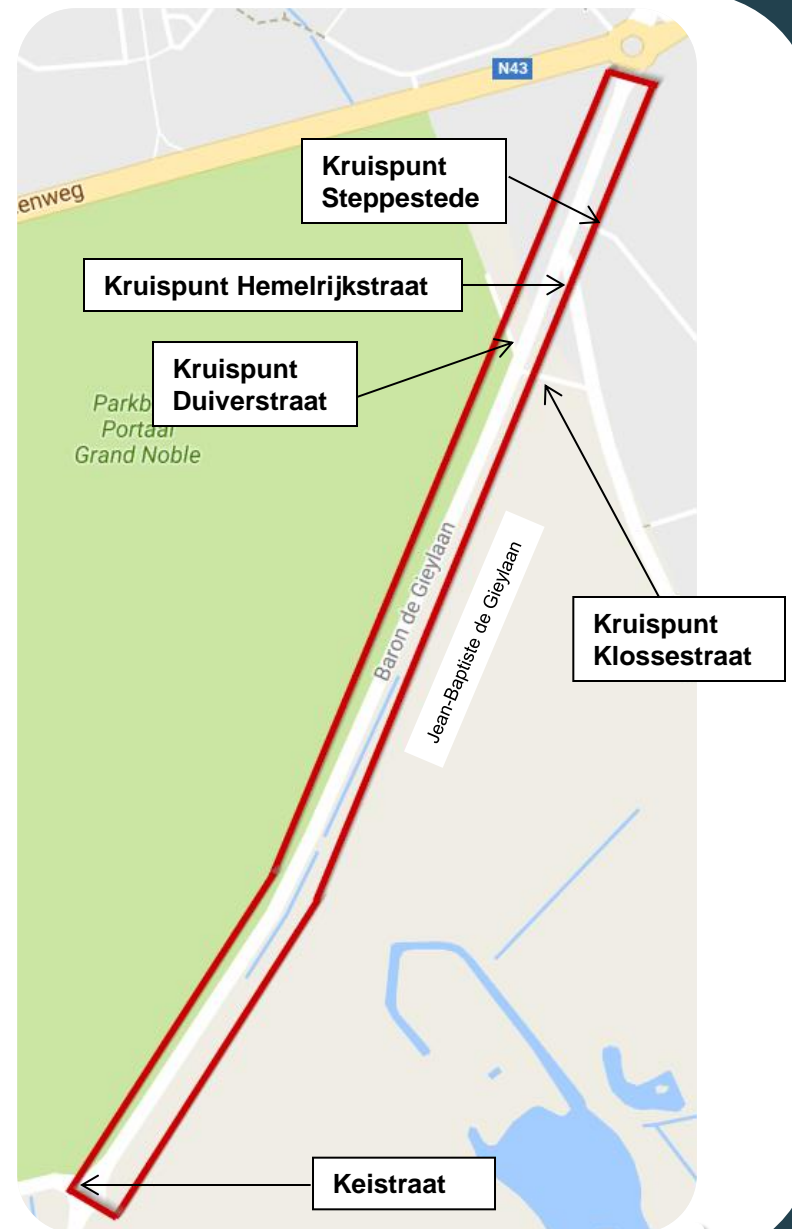 N43
Kruispunt
Steppestede
enweg
Kruispunt Hemelrijkstraat
Kruispunt
Duiverstraat
Parkb
Portaal
Grand Noble
Baron de Gieylaan
Jean-Baptiste de Gieylaan
Kruispunt
Klossestraat
Keistraat